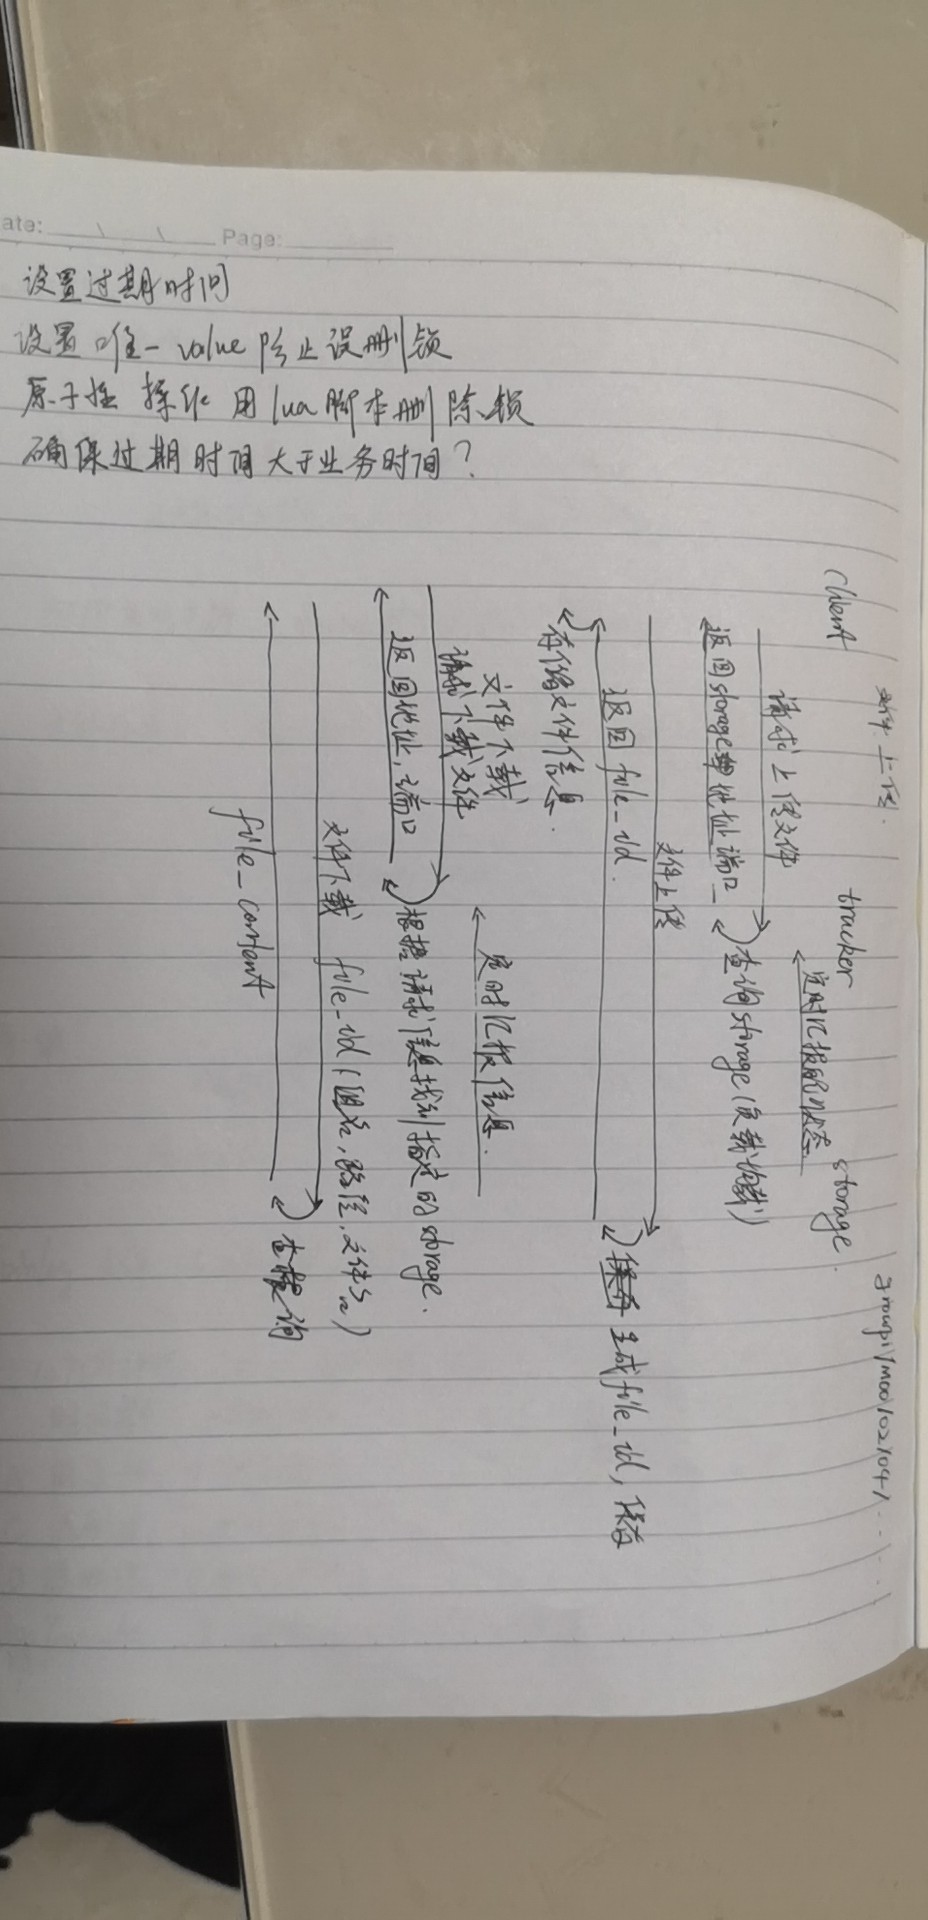 ate: Page:
设置过期时间
设置唯一value防止误删锁
原子性操作用lua脚本删除锁
确保过期时间大于业务时间？
文件上传.
group1/M00/02/04/......
client
tracker
storage.
定时汇报的状态
请求上传文件
查询storage(负载均衡)
返回storage地址端口
文件上传
生成file_id,保存
返回 file_id.
存储文件信息.
定时汇报信息.
文件下载
请求下载文件
根据请求信息找到指定的storage.
返回地址,端口
文件下载 file_id(组名,路径,文件名)
查询
file_content